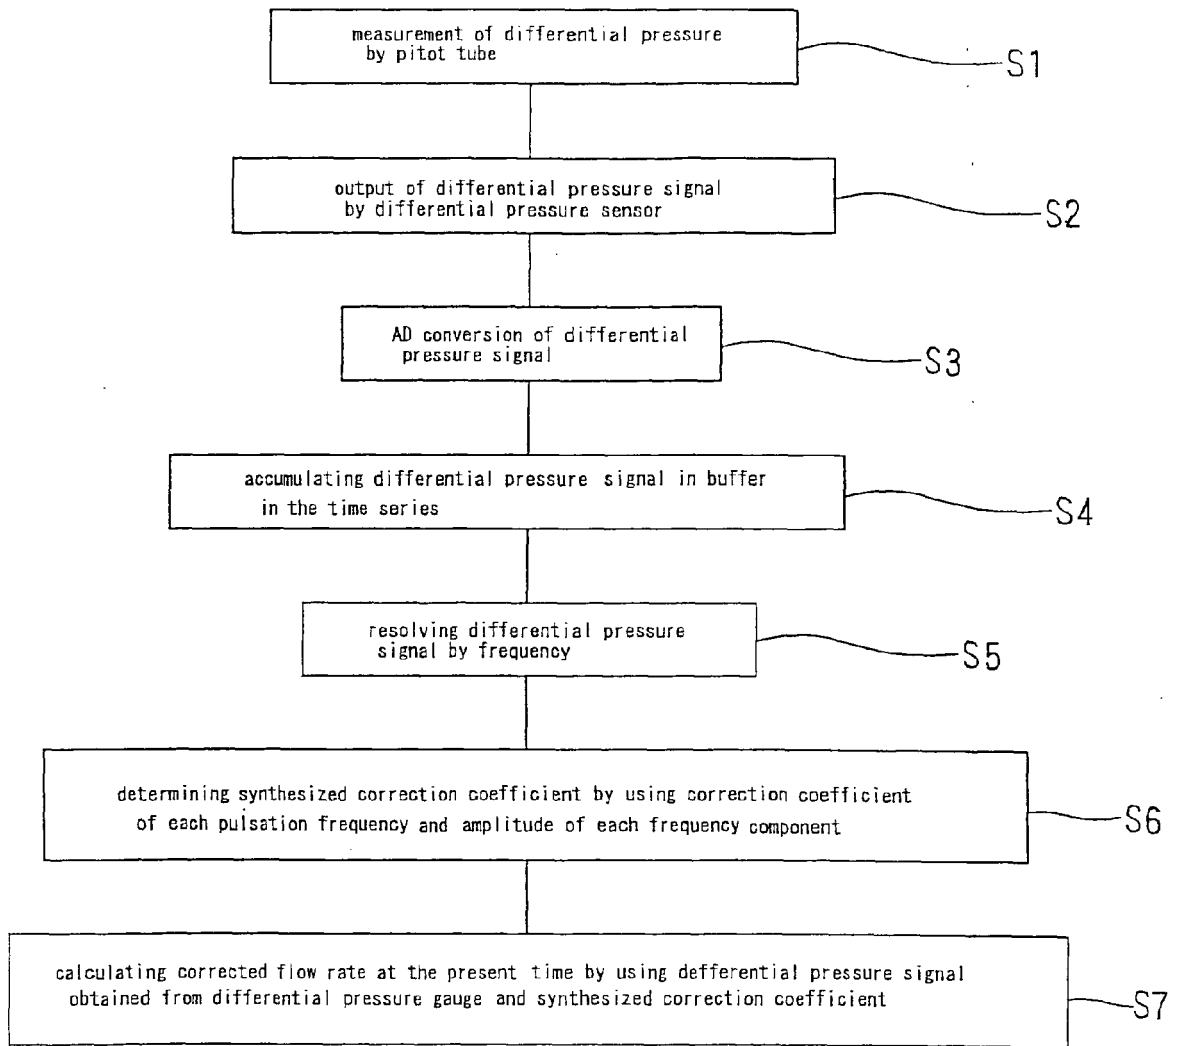 measurement of differential pressure
by pitot tube
S1
output of differential pressure signal
by differential pressure sensor
S2
AD conversion of differential
pressure signal
S3
accumulating differential pressure signal in buffer
in the time series
S4
resolving differential pressure
signal by frequency
S5
determining synthesized correction coefficient by using correction coefficient
of each pulsation frequency and amplitude of each frequency component
S6
calculating corrected flow rate at the present time by using defferential pressure signal
obtained from differential pressure gauge and synthesized correction coefficient
S7